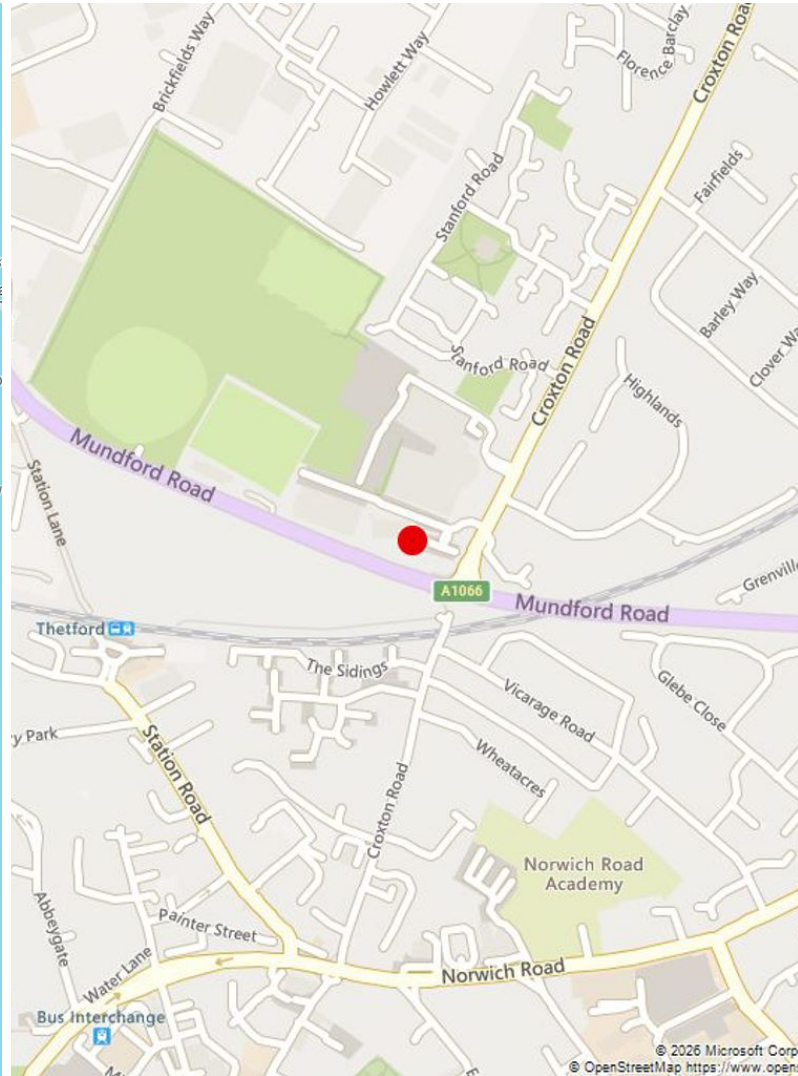 Brickfields Way
Howlett Way
Florence Barclay
Croxton Road
Stanford Road
Fairfields
Barley Way
Clover Wa
Stanford Road
Croxton Road
Highlands
Mundford Road
Station Lane
A1066
Mundford Road
Grenville
Thetford
The Sidings
Vicarage Road
Glebe Close
y Park
Station Road
Wheatacres
Croxton Road
Norwich Road
Academy
Abbeygate
Painter Street
Water Lane
Norwich Road
Bus Interchange
© 2026 Microsoft Corp
© OpenStreetMap https://www.opens